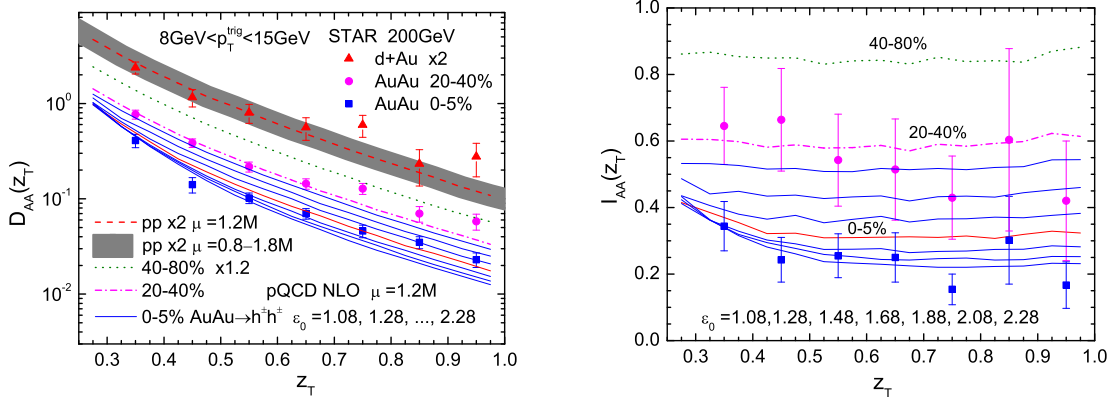 8GeV<p_T^trig<15GeV STAR 200GeV
d+Au x2
AuAu 20-40%
AuAu 0-5%
D_AA(z_T)
10^0
10^-1
10^-2
pp x2 μ =1.2M
pp x2 μ =0.8–1.8M
40-80% x1.2
20-40% pQCD NLO μ =1.2M
0-5% AuAu→h^±h^± ε_0 =1.08, 1.28, ..., 2.28
0.3 0.4 0.5 0.6 0.7 0.8 0.9 1.0
z_T
I_AA(z_T)
1.0
0.8
0.6
0.4
0.2
0.0
40-80%
20-40%
0-5%
ε_0 =1.08,1.28, 1.48, 1.68, 1.88, 2.08, 2.28
0.3 0.4 0.5 0.6 0.7 0.8 0.9 1.0
z_T